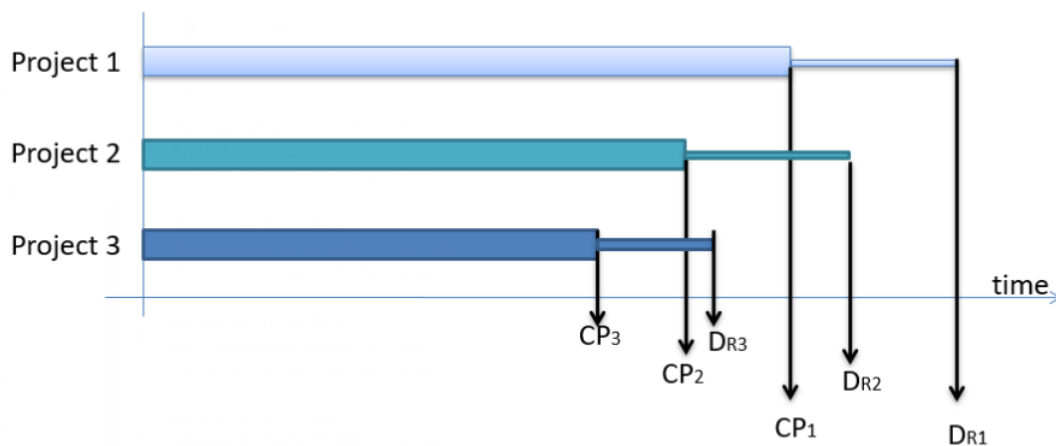 Project 1
Project 2
Project 3
time
CP3
DR3
CP2
DR2
CP1
DR1